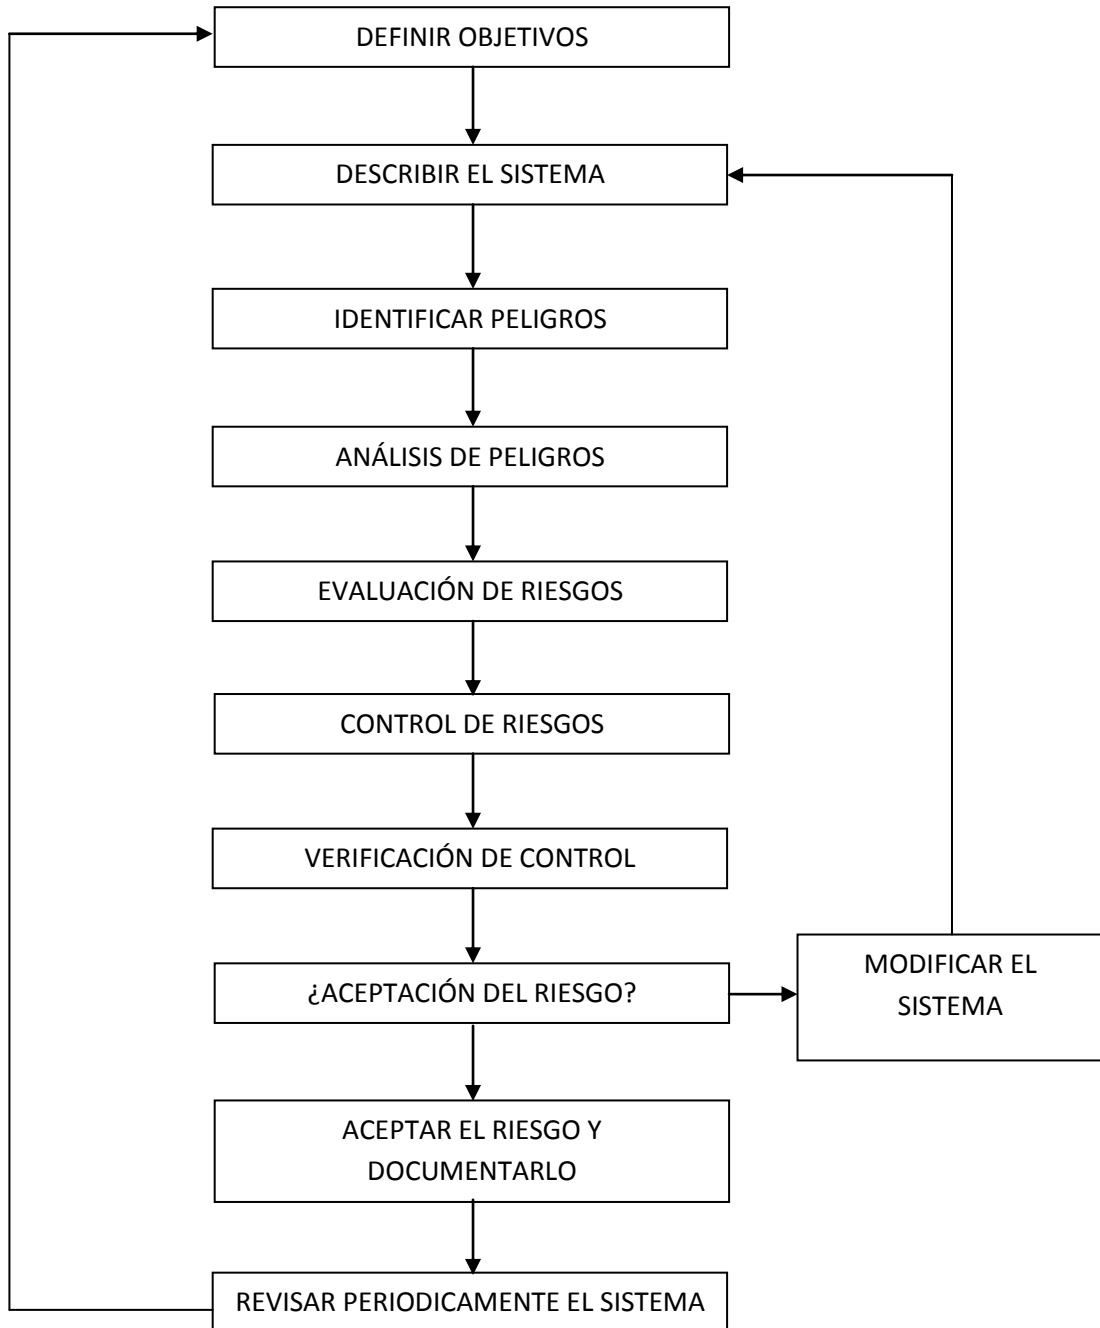 DEFINIR OBJETIVOS
DESCRIBIR EL SISTEMA
IDENTIFICAR PELIGROS
ANÁLISIS DE PELIGROS
EVALUACIÓN DE RIESGOS
CONTROL DE RIESGOS
VERIFICACIÓN DE CONTROL
¿ACEPTACIÓN DEL RIESGO?
MODIFICAR EL
SISTEMA
ACEPTAR EL RIESGO Y
DOCUMENTARLO
REVISAR PERIODICAMENTE EL SISTEMA